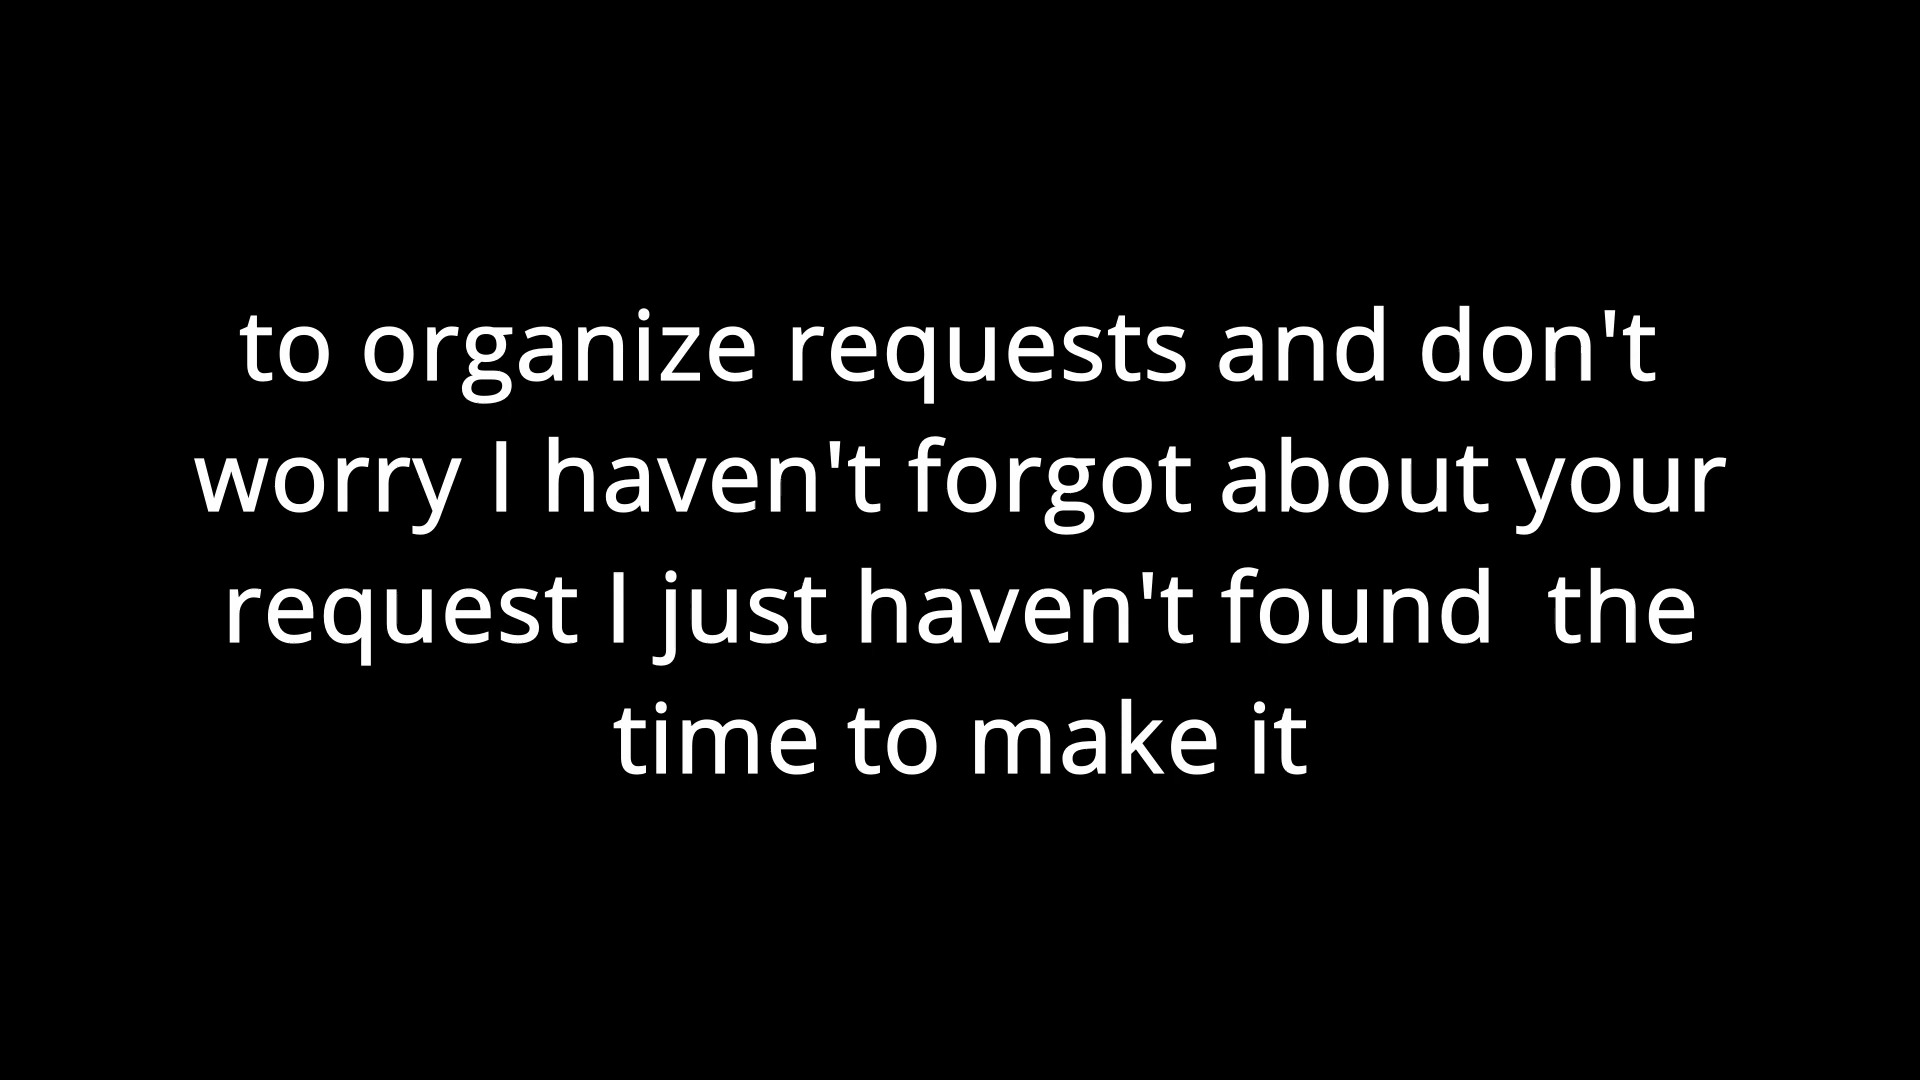 to organize requests and don't
worry I haven't forgot about your
request I just haven't found  the
time to make it